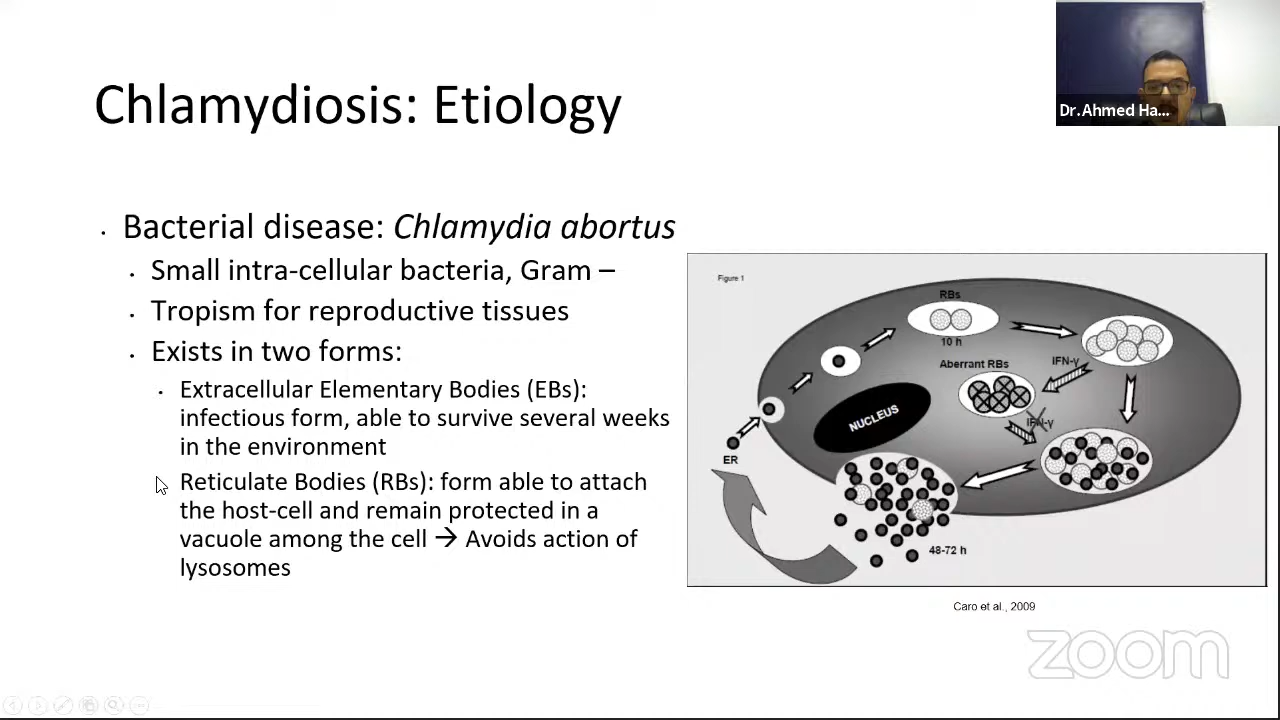 Chlamydiosis: Etiology
Dr.Ahmed Ha...
• Bacterial disease: Chlamydia abortus
• Small intra-cellular bacteria, Gram –
• Tropism for reproductive tissues
• Exists in two forms:
• Extracellular Elementary Bodies (EBs):
infectious form, able to survive several weeks
in the environment
Reticulate Bodies (RBs): form able to attach
the host-cell and remain protected in a
vacuole among the cell → Avoids action of
lysosomes
Figure 1
RBs
10 h
Aberrant RBs
IFN-γ
IFN-γ
NUCLEUS
ER
48-72 h
Caro et al., 2009
zoom